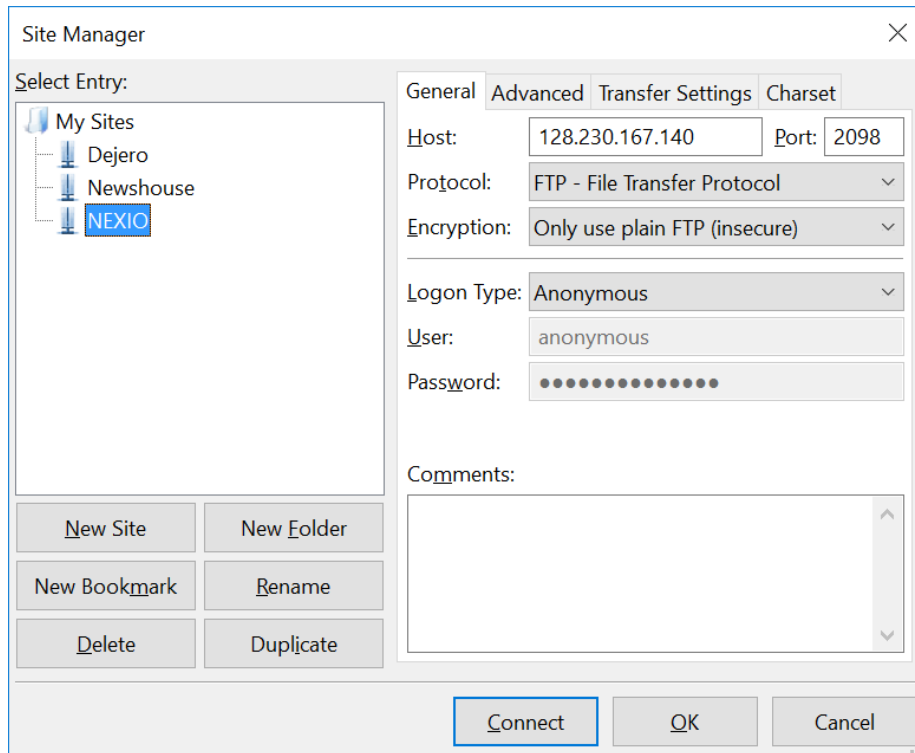 Site Manager
Select Entry:
My Sites
Dejero
Newshouse
NEXIO
New Site
New Folder
New Bookmark
Rename
Delete
Duplicate
General Advanced Transfer Settings Charset
Host: 128.230.167.140 Port: 2098
Protocol: FTP - File Transfer Protocol
Encryption: Only use plain FTP (insecure)
Logon Type: Anonymous
User: anonymous
Password: ●●●●●●●●●●●●●●
Comments:
Connect OK Cancel